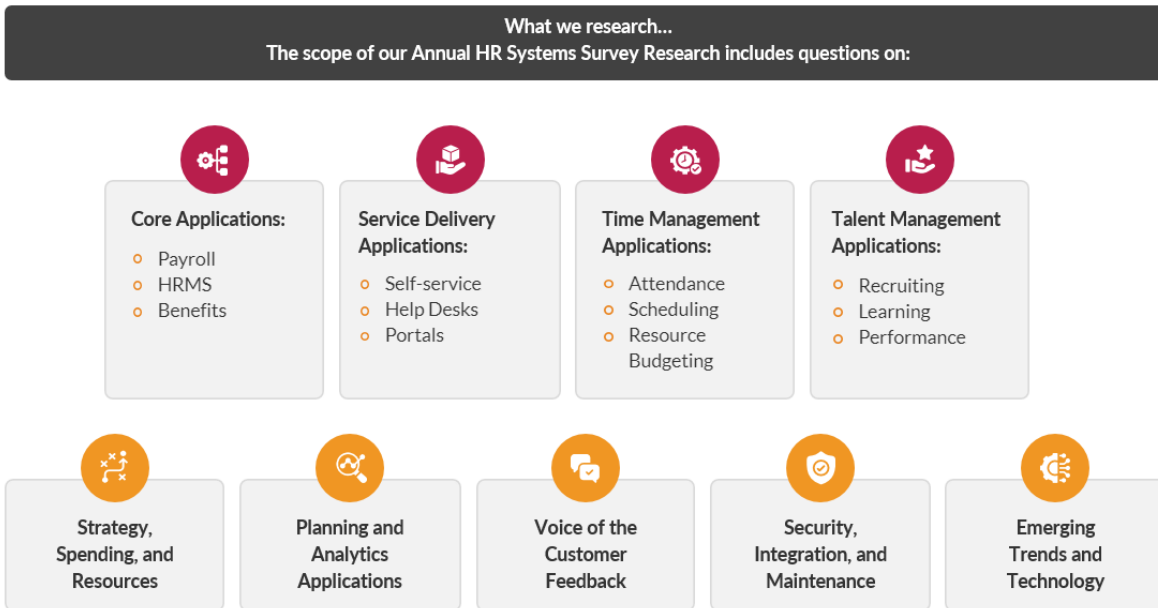 What we research...
The scope of our Annual HR Systems Survey Research includes questions on:
Core Applications:
Payroll
HRMS
Benefits
Service Delivery
Applications:
Self-service
Help Desks
Portals
Time Management
Applications:
Attendance
Scheduling
Resource
Budgeting
Talent Management
Applications:
Recruiting
Learning
Performance
Strategy,
Spending, and
Resources
Planning and
Analytics
Applications
Voice of the
Customer
Feedback
Security,
Integration, and
Maintenance
Emerging
Trends and
Technology